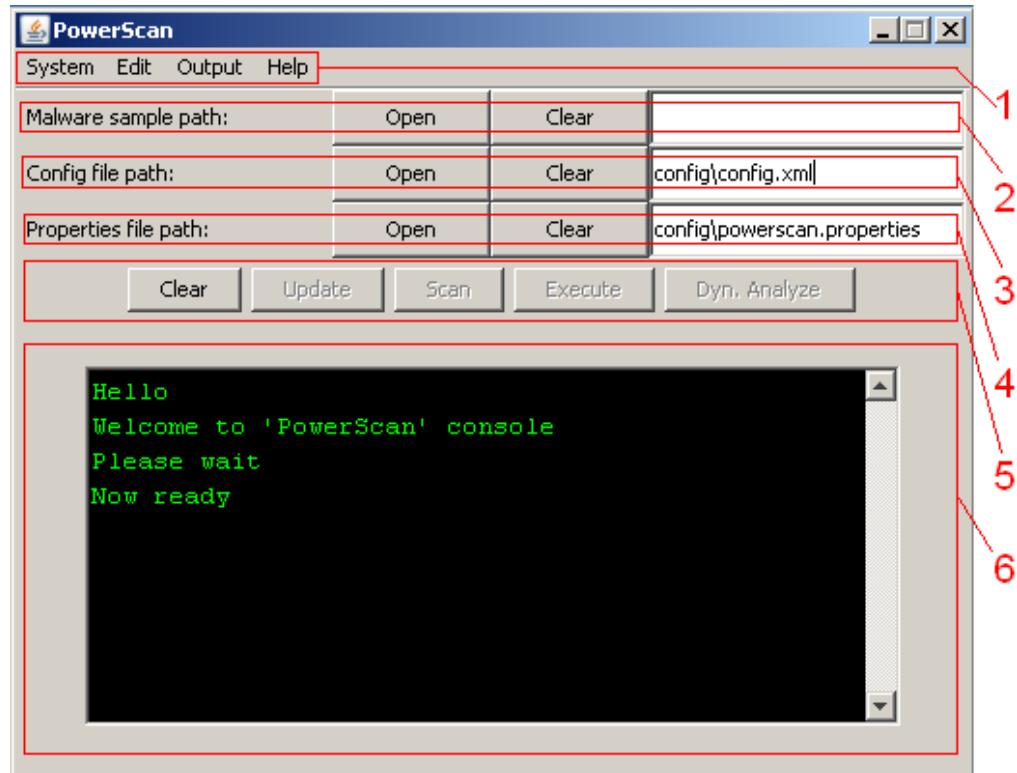 PowerScan
System Edit Output Help
1
Malware sample path: Open Clear
2
Config file path: Open Clear config\config.xml
3
Properties file path: Open Clear config\powerscan.properties
4
Clear Update Scan Execute Dyn. Analyze
5
Hello
Welcome to 'PowerScan' console
Please wait
Now ready
6